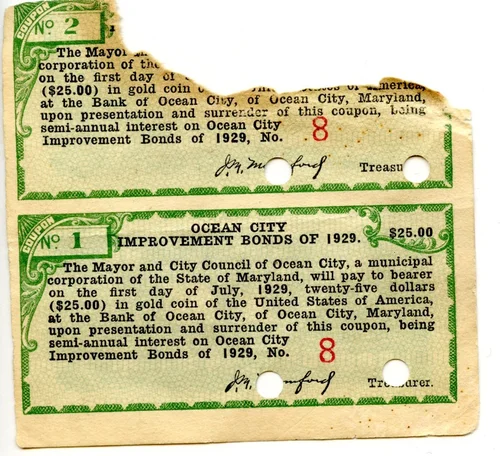 COUPON
No 2
The Mayor
corporation of the
on the first day of
($25.00) in gold coin of America,
at the Bank of Ocean City, of Ocean City, Maryland,
upon presentation and surrender of this coupon, being
semi-annual interest on Ocean City
Improvement Bonds of 1929, No. 8
Treasu
COUPON
No 1
OCEAN CITY
IMPROVEMENT BONDS OF 1929.
$25.00
The Mayor and City Council of Ocean City, a municipal
corporation of the State of Maryland, will pay to bearer
on the first day of July, 1929, twenty-five dollars
($25.00) in gold coin of the United States of America,
at the Bank of Ocean City, of Ocean City, Maryland,
upon presentation and surrender of this coupon, being
semi-annual interest on Ocean City
Improvement Bonds of 1929, No. 8
Tr surer.